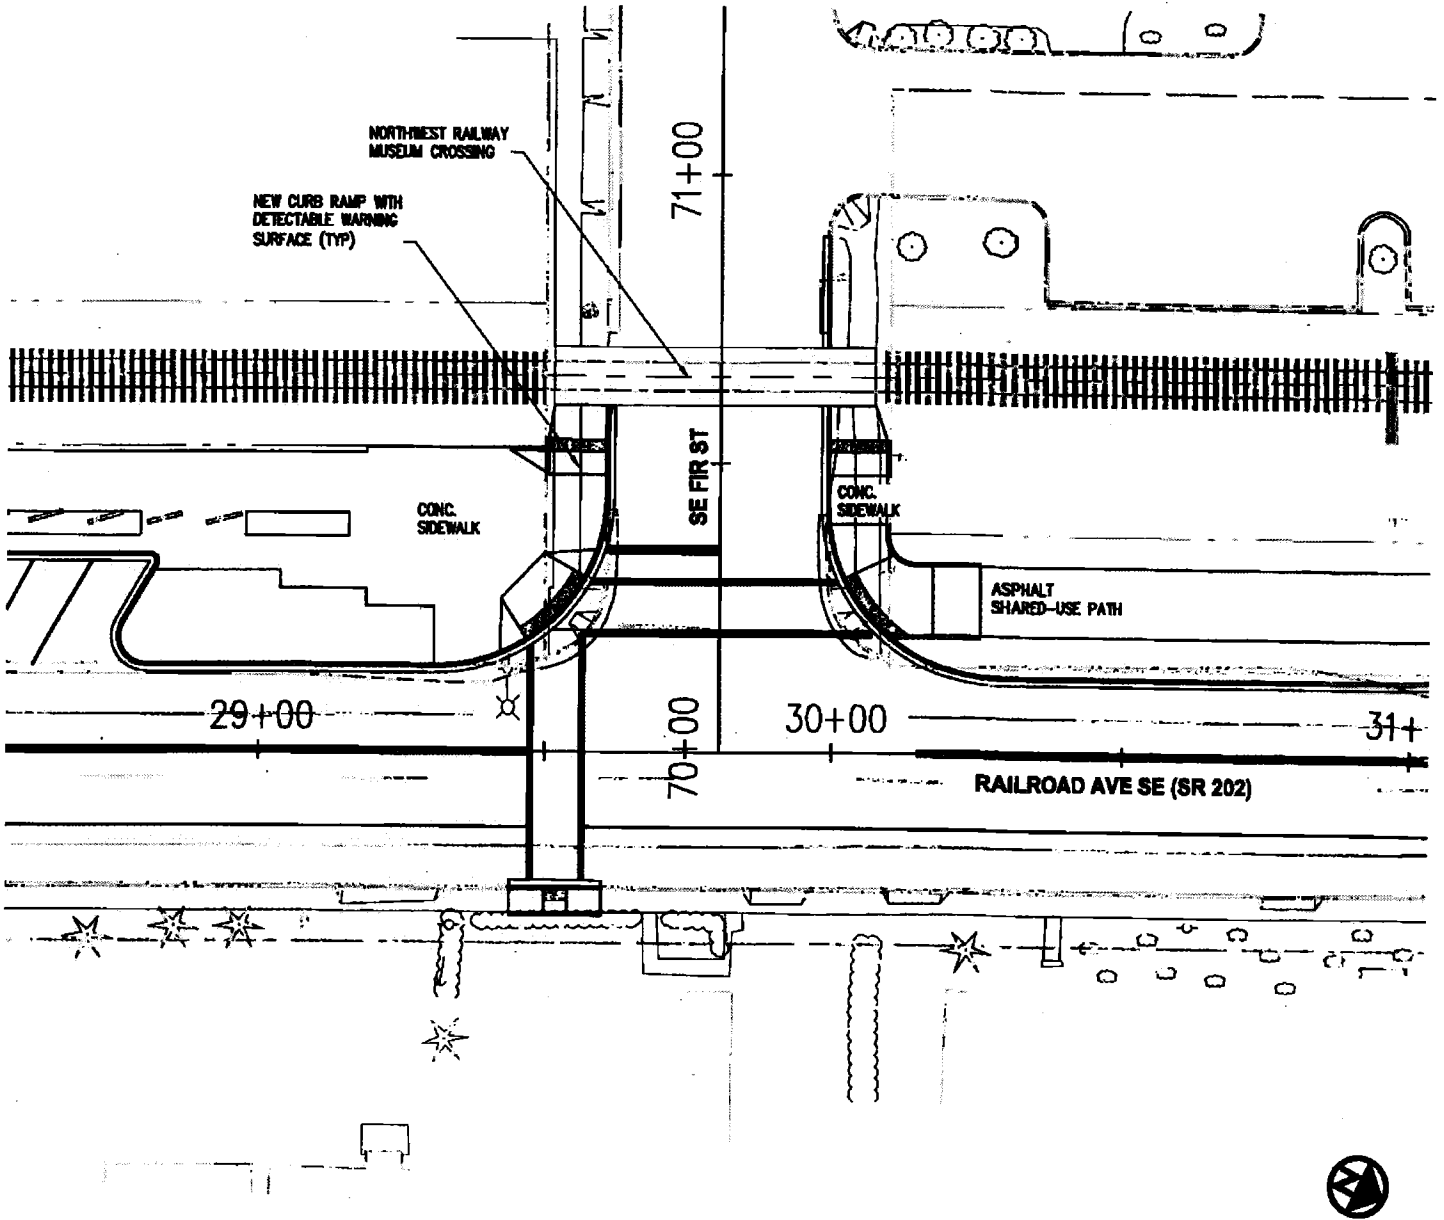 NORTHWEST RAILWAY
MUSEUM CROSSING
71+00
NEW CURB RAMP WITH
DETECTABLE WARNING
SURFACE (TYP)
SE FIR ST
CONC.
SIDEWALK
CONC.
SIDEWALK
ASPHALT
SHARED-USE PATH
29+00
70+00
30+00
31+
RAILROAD AVE SE (SR 202)
N